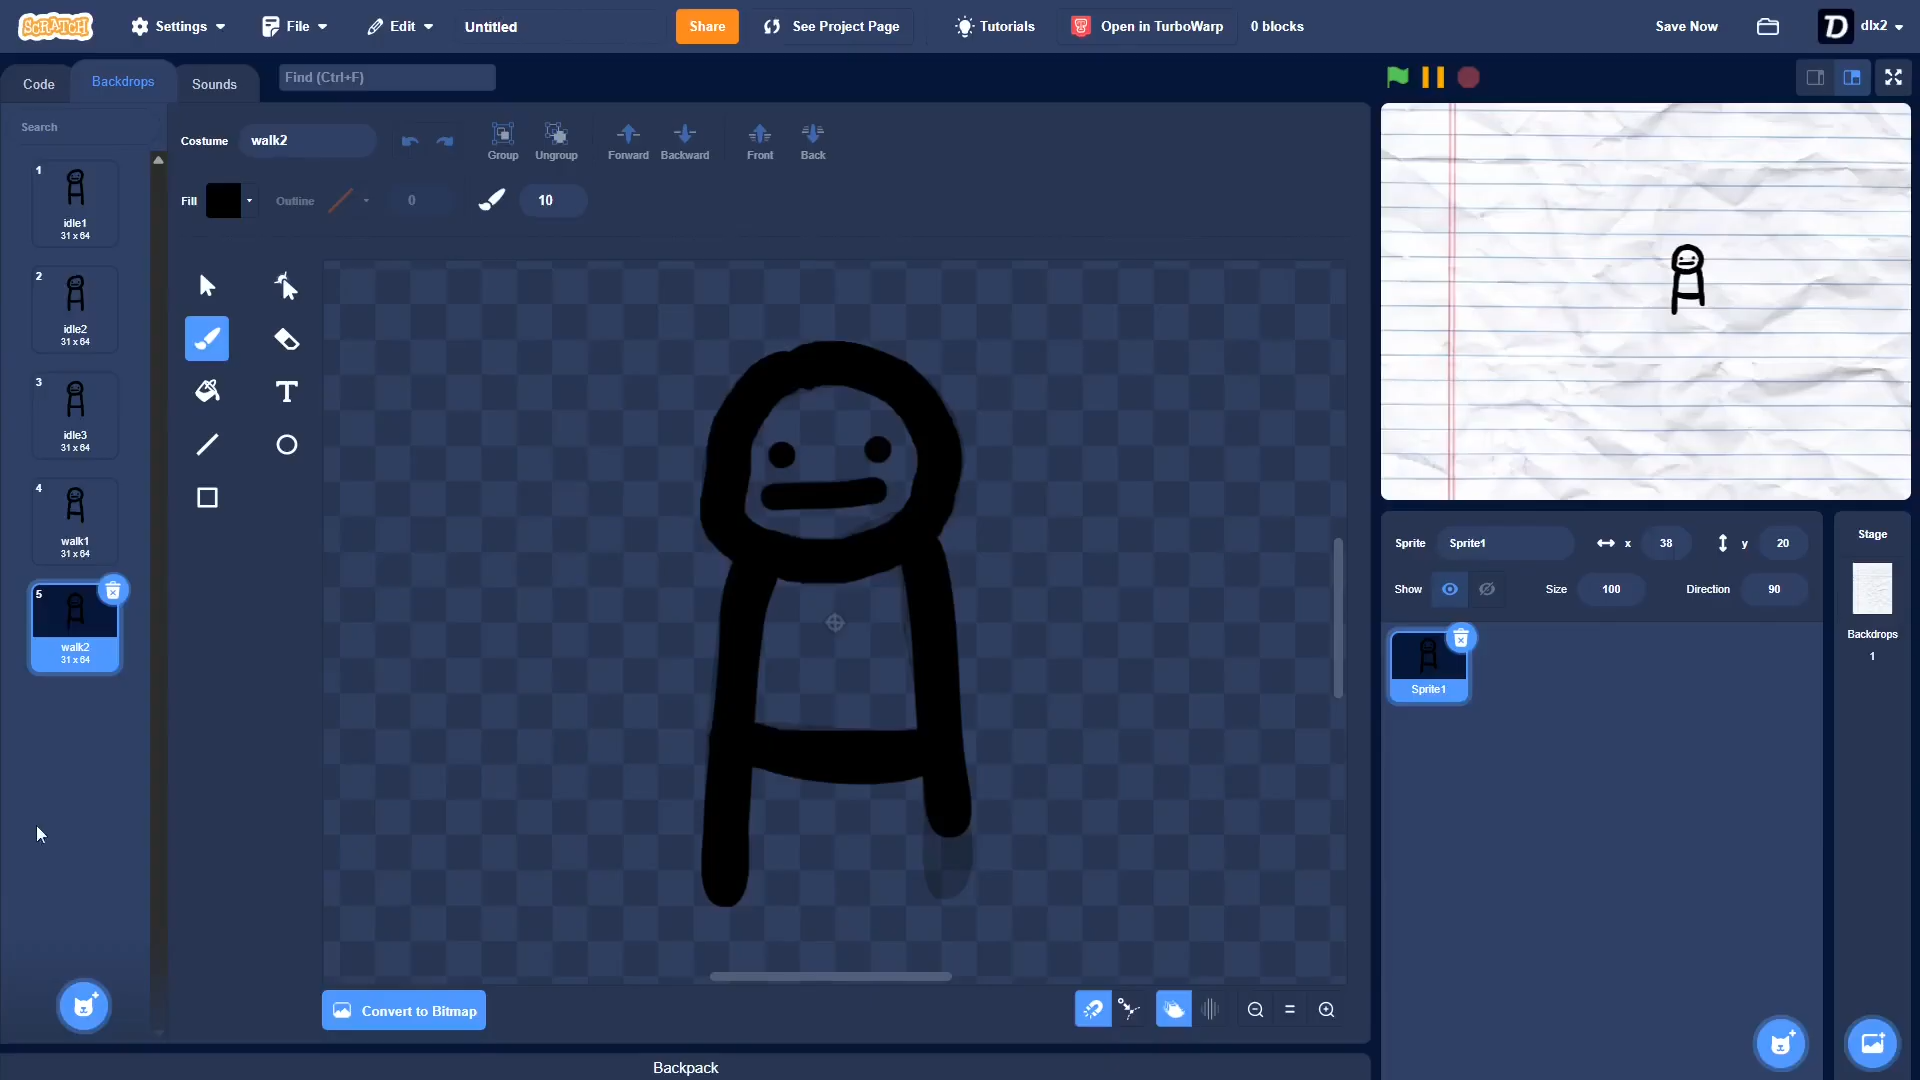 SCRATCH Settings File Edit Untitled Share See Project Page Tutorials Open in TurboWarp 0 blocks Save Now D dlx2
Code Backdrops Sounds Find (Ctrl+F)
Search
Costume walk2 Group Ungroup Forward Backward Front Back
Fill Outline 0 10
1
idle1
31 x 64
2
idle2
31 x 64
3
idle3
31 x 64
4
walk1
31 x 64
5
walk2
31 x 64
T
Convert to Bitmap
Backpack
Sprite Sprite1 x 38 y 20
Show Size 100 Direction 90
Sprite1
Stage
Backdrops
1